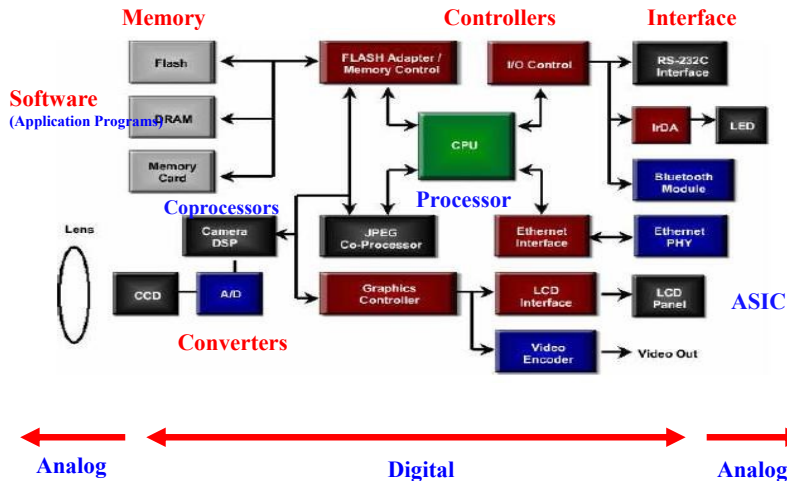 Memory
Controllers
Interface
Flash
FLASH Adapter /
Memory Control
I/O Control
RS-232C
Interface
Software
(Application Programs)
DRAM
IrDA
LED
CPU
Memory
Card
Bluetooth
Module
Coprocessors
Processor
Lens
Camera
DSP
JPEG
Co-Processor
Ethernet
Interface
Ethernet
PHY
CCD
A/D
Graphics
Controller
LCD
Interface
LCD
Panel
ASIC
Converters
Video
Encoder
Video Out
Analog
Digital
Analog